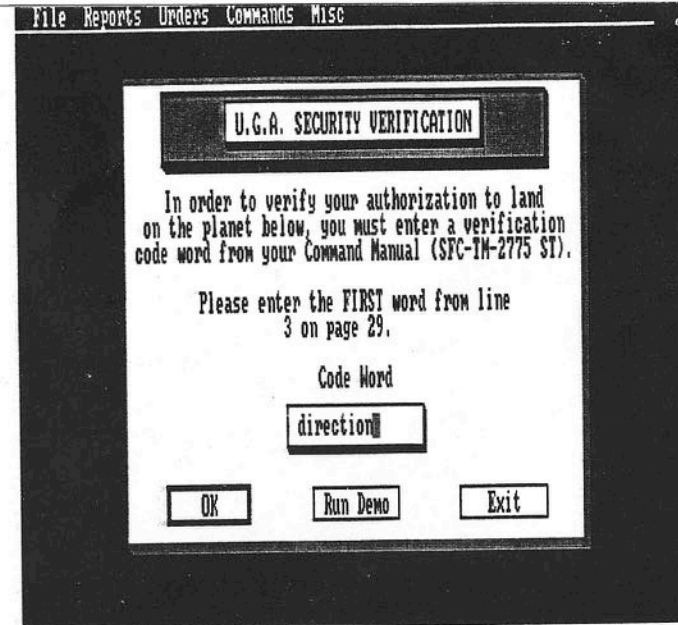 File Reports Orders Commands Misc
U.G.A. SECURITY VERIFICATION
In order to verify your authorization to land
on the planet below, you must enter a verification
code word from your Command Manual (SFC-TM-2775 ST).
Please enter the FIRST word from line
3 on page 29.
Code Word
direction
OK Run Demo Exit